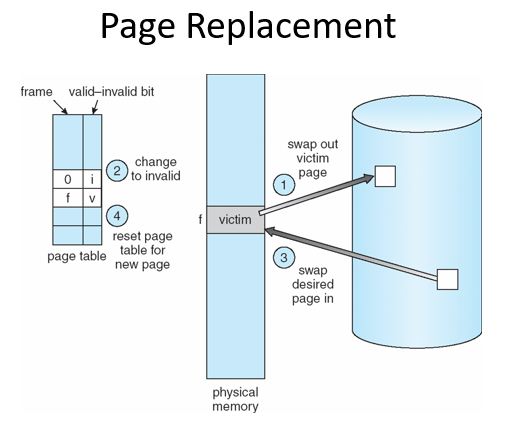 Page Replacement
frame
valid–invalid bit
0
i
f
v
2
change
to invalid
4
reset page
table for
new page
page table
f
victim
physical
memory
swap out
victim
page
1
3
swap
desired
page in